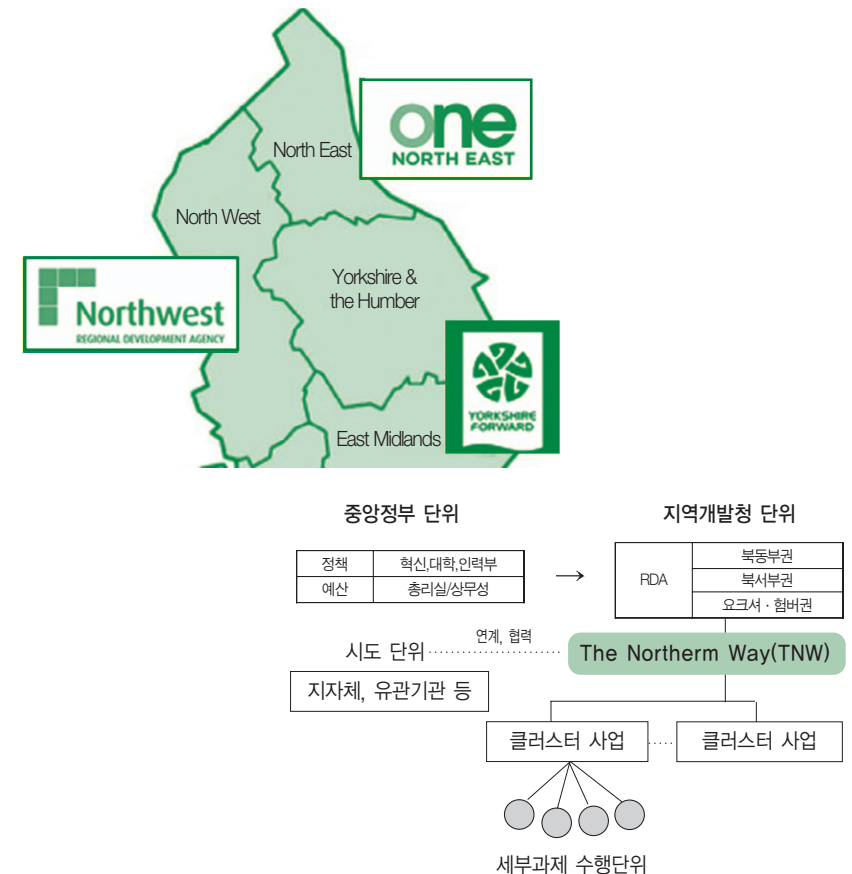 one
NORTH EAST
North East
North West
Northwest
REGIONAL DEVELOPMENT AGENCY
Yorkshire &
the Humber
YORKSHIRE
FORWARD
East Midlands
중앙정부 단위
지역개발청 단위
정책 혁신,대학,인력부
예산 총리실/상무성
→
RDA
북동부권
북서부권
요크셔 · 험버권
시도 단위
연계, 협력
The Northerm Way(TNW)
지자체, 유관기관 등
클러스터 사업
클러스터 사업
세부과제 수행단위